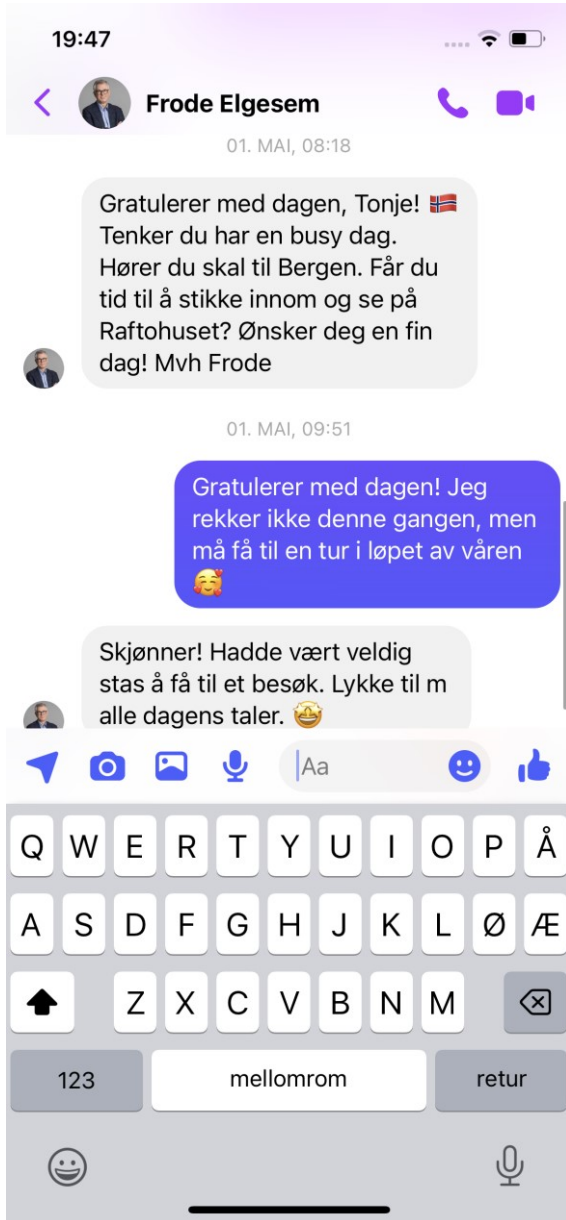 19:47
Frode Elgesem
01. MAI, 08:18
Gratulerer med dagen, Tonje! 🇳🇴
Tenker du har en busy dag.
Hører du skal til Bergen. Får du
tid til å stikke innom og se på
Raftohuset? Ønsker deg en fin
dag! Mvh Frode
01. MAI, 09:51
Gratulerer med dagen! Jeg
rekker ikke denne gangen, men
må få til en tur i løpet av våren
🥰
Skjønner! Hadde vært veldig
stas å få til et besøk. Lykke til m
alle dagens taler. 🤩
Aa
Q W E R T Y U I O P Å
A S D F G H J K L Ø Æ
Z X C V B N M
123 mellomrom retur